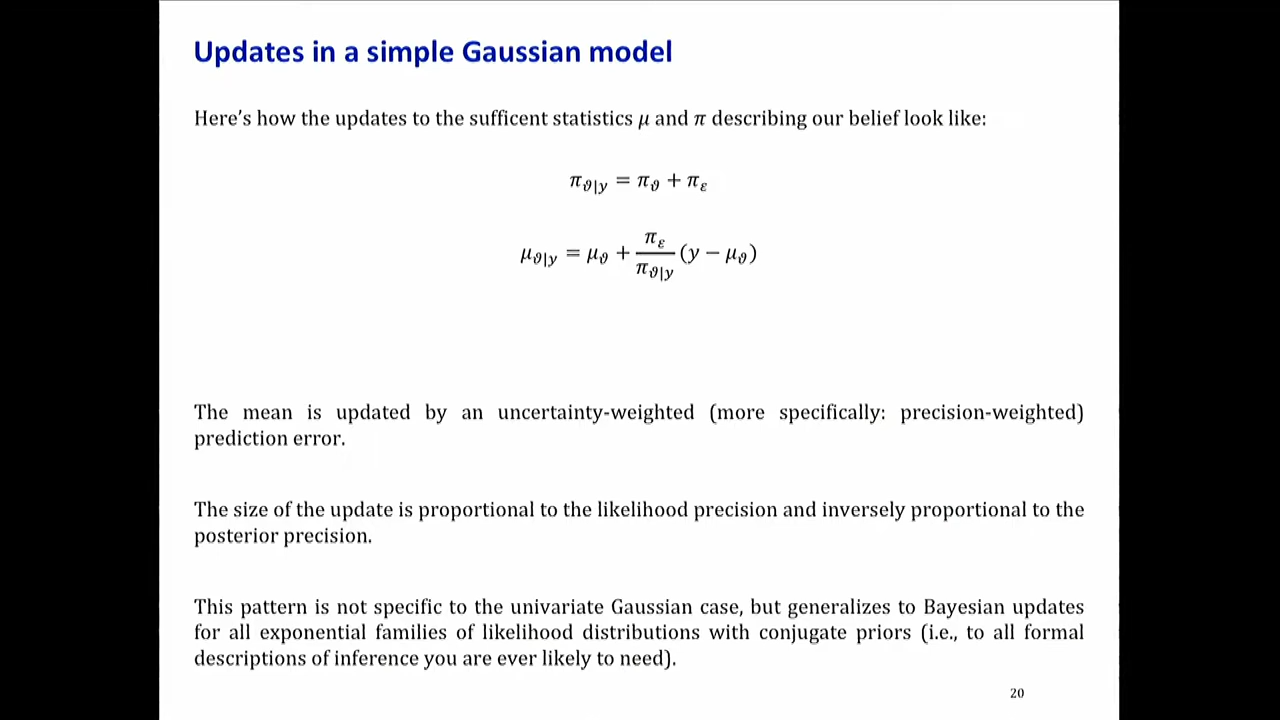 Updates in a simple Gaussian model
Here's how the updates to the sufficent statistics μ and π describing our belief look like:
π_{ϑ|y} = π_ϑ + π_ε
μ_{ϑ|y} = μ_ϑ + \frac{π_ε}{π_{ϑ|y}} (y − μ_ϑ)
The mean is updated by an uncertainty-weighted (more specifically: precision-weighted)
prediction error.
The size of the update is proportional to the likelihood precision and inversely proportional to the
posterior precision.
This pattern is not specific to the univariate Gaussian case, but generalizes to Bayesian updates
for all exponential families of likelihood distributions with conjugate priors (i.e., to all formal
descriptions of inference you are ever likely to need).
20